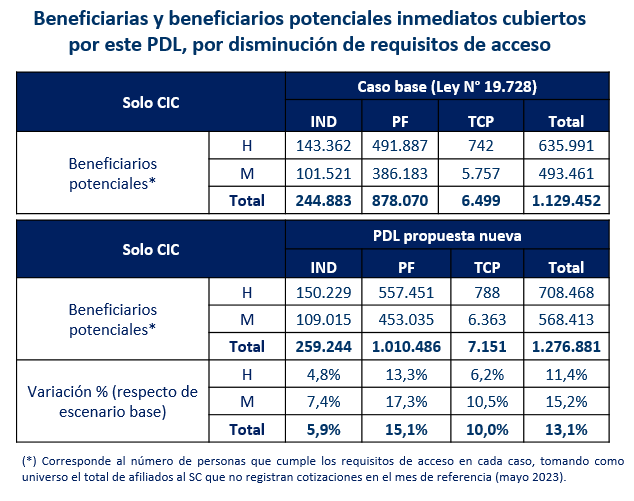 Beneficiarias y beneficiarios potenciales inmediatos cubiertos
por este PDL, por disminución de requisitos de acceso
Solo CIC
Caso base (Ley N° 19.728)
IND PF TCP Total
Beneficiarios potenciales*
H 143.362 491.887 742 635.991
M 101.521 386.183 5.757 493.461
Total 244.883 878.070 6.499 1.129.452
Solo CIC
PDL propuesta nueva
IND PF TCP Total
Beneficiarios potenciales*
H 150.229 557.451 788 708.468
M 109.015 453.035 6.363 568.413
Total 259.244 1.010.486 7.151 1.276.881
Variación % (respecto de escenario base)
H 4,8% 13,3% 6,2% 11,4%
M 7,4% 17,3% 10,5% 15,2%
Total 5,9% 15,1% 10,0% 13,1%
(*) Corresponde al número de personas que cumple los requisitos de acceso en cada caso, tomando como
universo el total de afiliados al SC que no registran cotizaciones en el mes de referencia (mayo 2023).